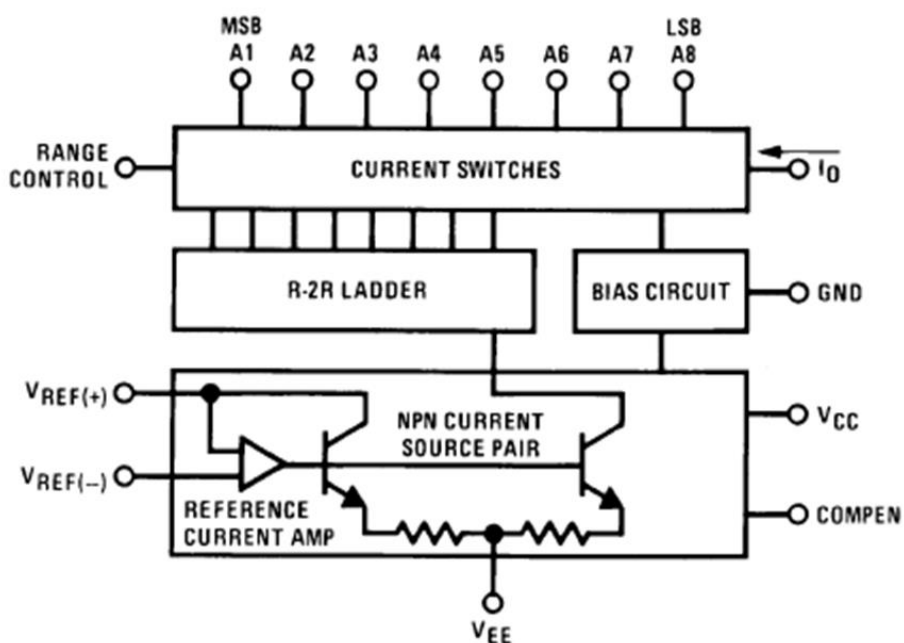 MSB
A1 A2 A3 A4 A5 A6 A7
LSB
A8
RANGE
CONTROL
CURRENT SWITCHES
I0
R-2R LADDER
BIAS CIRCUIT
GND
VREF(+)
NPN CURRENT
SOURCE PAIR
VCC
VREF(–)
REFERENCE
CURRENT AMP
COMPEN
VEE